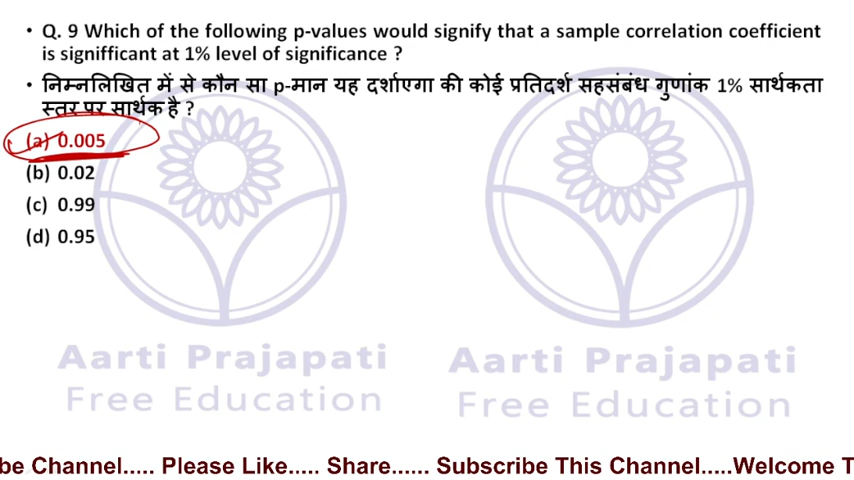 • Q. 9 Which of the following p-values would signify that a sample correlation coefficient
is signifficant at 1% level of significance ?
• निम्नलिखित में से कौन सा p-मान यह दर्शाएगा की कोई प्रतिदर्श सहसंबंध गुणांक 1% सार्थकता
स्तर पर सार्थक है ?
(a) 0.005
(b) 0.02
(c) 0.99
(d) 0.95
Aarti Prajapati Aarti Prajapati
Free Education Free Education
be Channel..... Please Like..... Share...... Subscribe This Channel.....Welcome T